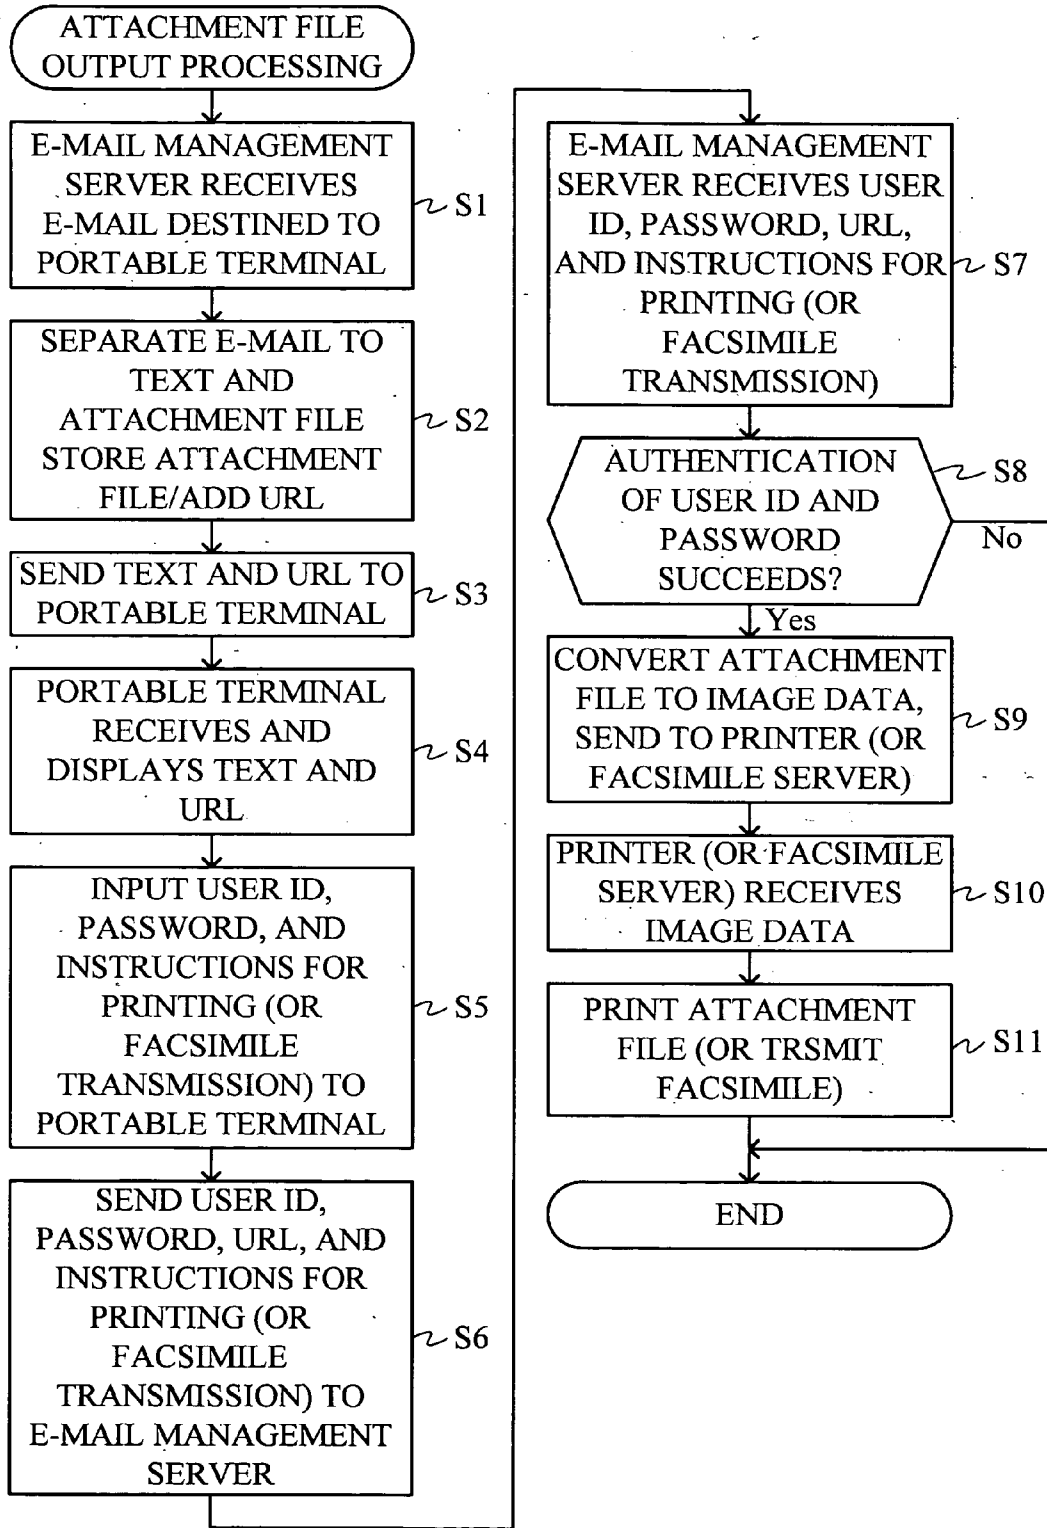 ATTACHMENT FILE
OUTPUT PROCESSING
E-MAIL MANAGEMENT
SERVER RECEIVES
E-MAIL DESTINED TO
PORTABLE TERMINAL
S1
SEPARATE E-MAIL TO
TEXT AND
ATTACHMENT FILE
STORE ATTACHMENT
FILE/ADD URL
S2
SEND TEXT AND URL TO
PORTABLE TERMINAL
S3
PORTABLE TERMINAL
RECEIVES AND
DISPLAYS TEXT AND
URL
S4
INPUT USER ID,
PASSWORD, AND
INSTRUCTIONS FOR
PRINTING (OR
FACSIMILE
TRANSMISSION) TO
PORTABLE TERMINAL
S5
SEND USER ID,
PASSWORD, URL, AND
INSTRUCTIONS FOR
PRINTING (OR
FACSIMILE
TRANSMISSION) TO
E-MAIL MANAGEMENT
SERVER
S6
E-MAIL MANAGEMENT
SERVER RECEIVES USER
ID, PASSWORD, URL,
AND INSTRUCTIONS FOR
PRINTING (OR
FACSIMILE
TRANSMISSION)
S7
AUTHENTICATION
OF USER ID AND
PASSWORD
SUCCEEDS?
S8
No
Yes
CONVERT ATTACHMENT
FILE TO IMAGE DATA,
SEND TO PRINTER (OR
FACSIMILE SERVER)
S9
PRINTER (OR FACSIMILE
SERVER) RECEIVES
IMAGE DATA
S10
PRINT ATTACHMENT
FILE (OR TRSMIT
FACSIMILE)
S11
END